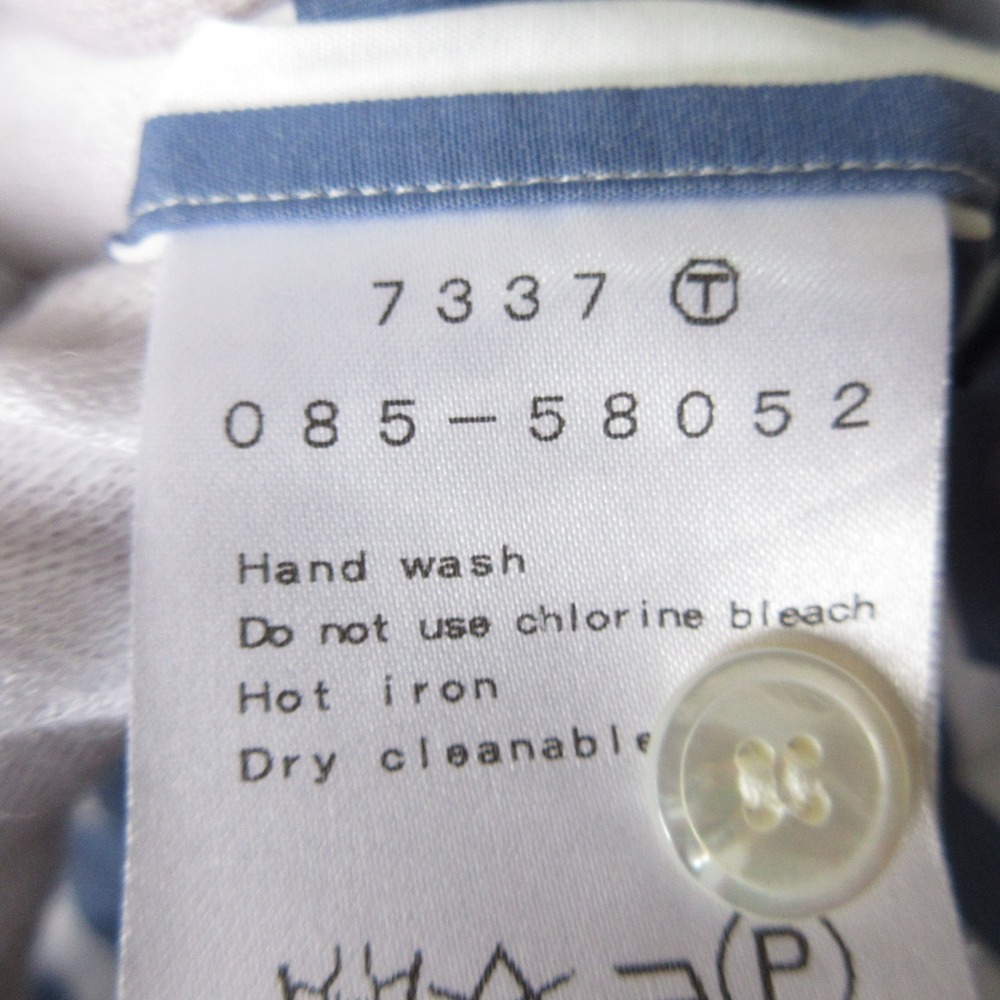 7337 Ⓣ
085-58052
Hand wash
Do not use chlorine bleach
Hot iron
Dry cleanable
P